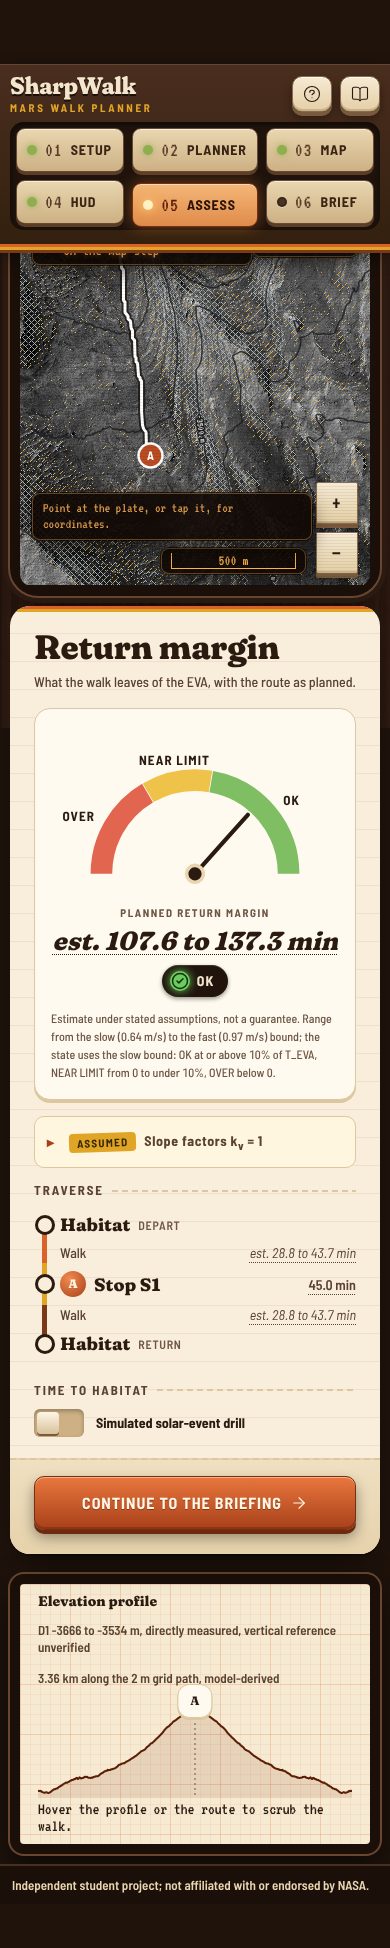 SharpWalk
MARS WALK PLANNER
01 SETUP
02 PLANNER
03 MAP
04 HUD
05 ASSESS
06 BRIEF
on the Map step
A
Point at the plate, or tap it, for
coordinates.
+
500 m
−
Return margin
What the walk leaves of the EVA, with the route as planned.
NEAR LIMIT
OK
OVER
PLANNED RETURN MARGIN
est. 107.6 to 137.3 min
OK
Estimate under stated assumptions, not a guarantee. Range
from the slow (0.64 m/s) to the fast (0.97 m/s) bound; the
state uses the slow bound: OK at or above 10% of T_EVA,
NEAR LIMIT from 0 to under 10%, OVER below 0.
ASSUMED Slope factors kv = 1
TRAVERSE
Habitat DEPART
Walk est. 28.8 to 43.7 min
A Stop S1 45.0 min
Walk est. 28.8 to 43.7 min
Habitat RETURN
TIME TO HABITAT
Simulated solar-event drill
CONTINUE TO THE BRIEFING →
Elevation profile
D1 -3666 to -3534 m, directly measured, vertical reference
unverified
3.36 km along the 2 m grid path, model-derived
A
Hover the profile or the route to scrub the
walk.
Independent student project; not affiliated with or endorsed by NASA.